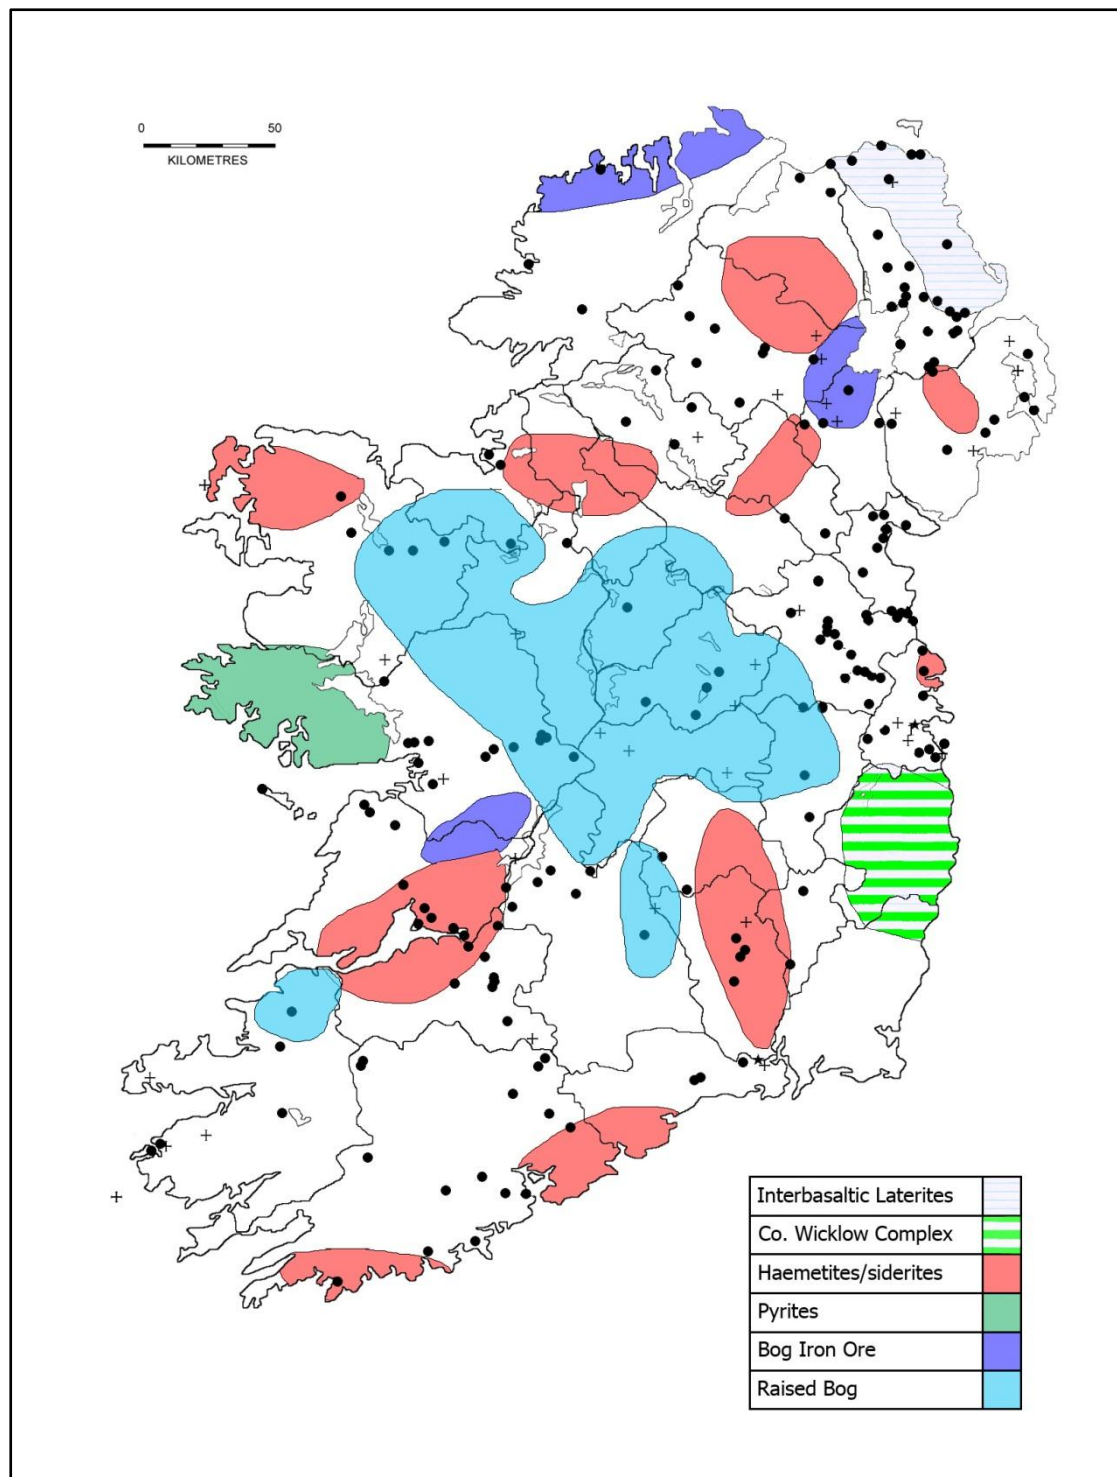 0 50
KILOMETRES
Interbasaltic Laterites
Co. Wicklow Complex
Haemetites/siderites
Pyrites
Bog Iron Ore
Raised Bog